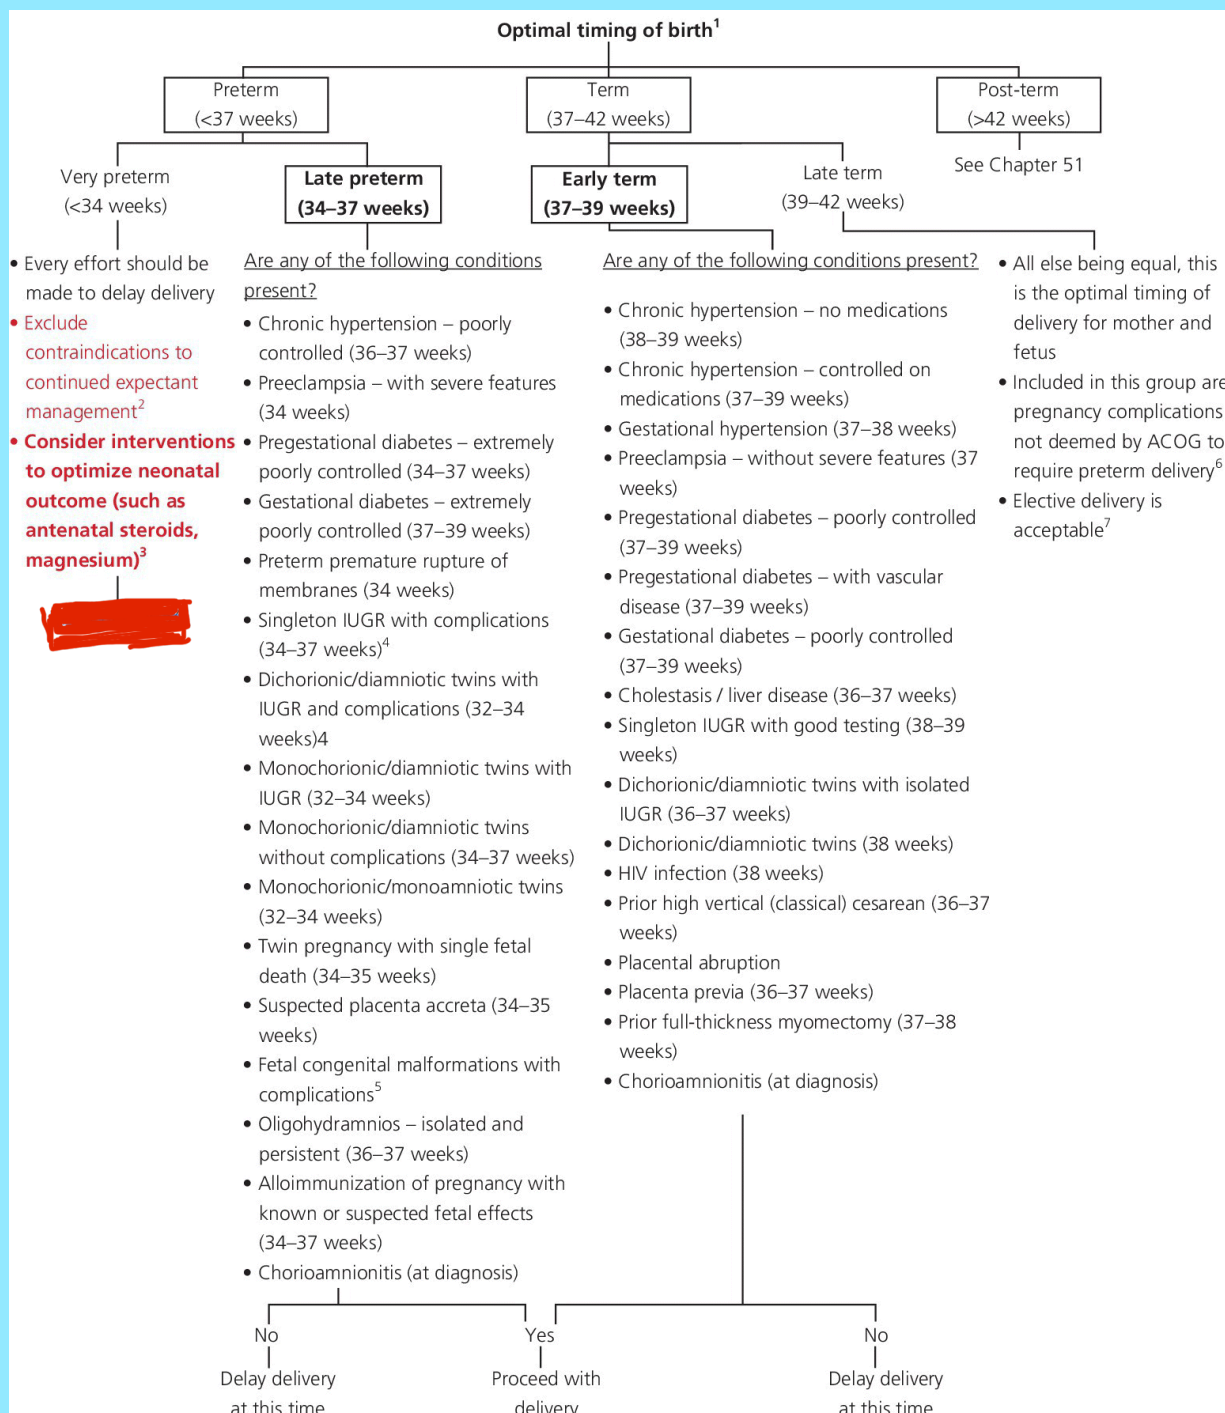 Optimal timing of birth¹
Preterm
(<37 weeks)
Term
(37–42 weeks)
Post-term
(>42 weeks)
See Chapter 51
Very preterm
(<34 weeks)
Late preterm
(34–37 weeks)
Early term
(37–39 weeks)
Late term
(39–42 weeks)
• Every effort should be
made to delay delivery
• Exclude
contraindications to
continued expectant
management²
• Consider interventions
to optimize neonatal
outcome (such as
antenatal steroids,
magnesium)³
Are any of the following conditions
present?
• Chronic hypertension – poorly
controlled (36–37 weeks)
• Preeclampsia – with severe features
(34 weeks)
• Pregestational diabetes – extremely
poorly controlled (34–37 weeks)
• Gestational diabetes – extremely
poorly controlled (37–39 weeks)
• Preterm premature rupture of
membranes (34 weeks)
• Singleton IUGR with complications
(34–37 weeks)⁴
• Dichorionic/diamniotic twins with
IUGR and complications (32–34
weeks)4
• Monochorionic/diamniotic twins with
IUGR (32–34 weeks)
• Monochorionic/diamniotic twins
without complications (34–37 weeks)
• Monochorionic/monoamniotic twins
(32–34 weeks)
• Twin pregnancy with single fetal
death (34–35 weeks)
• Suspected placenta accreta (34–35
weeks)
• Fetal congenital malformations with
complications⁵
• Oligohydramnios – isolated and
persistent (36–37 weeks)
• Alloimmunization of pregnancy with
known or suspected fetal effects
(34–37 weeks)
• Chorioamnionitis (at diagnosis)
Are any of the following conditions present?
• Chronic hypertension – no medications
(38–39 weeks)
• Chronic hypertension – controlled on
medications (37–39 weeks)
• Gestational hypertension (37–38 weeks)
• Preeclampsia – without severe features (37
weeks)
• Pregestational diabetes – poorly controlled
(37–39 weeks)
• Pregestational diabetes – with vascular
disease (37–39 weeks)
• Gestational diabetes – poorly controlled
(37–39 weeks)
• Cholestasis / liver disease (36–37 weeks)
• Singleton IUGR with good testing (38–39
weeks)
• Dichorionic/diamniotic twins with isolated
IUGR (36–37 weeks)
• Dichorionic/diamniotic twins (38 weeks)
• HIV infection (38 weeks)
• Prior high vertical (classical) cesarean (36–37
weeks)
• Placental abruption
• Placenta previa (36–37 weeks)
• Prior full-thickness myomectomy (37–38
weeks)
• Chorioamnionitis (at diagnosis)
• All else being equal, this
is the optimal timing of
delivery for mother and
fetus
• Included in this group are
pregnancy complications
not deemed by ACOG to
require preterm delivery⁶
• Elective delivery is
acceptable⁷
No
Yes
No
Delay delivery
at this time
Proceed with
delivery
Delay delivery
at this time